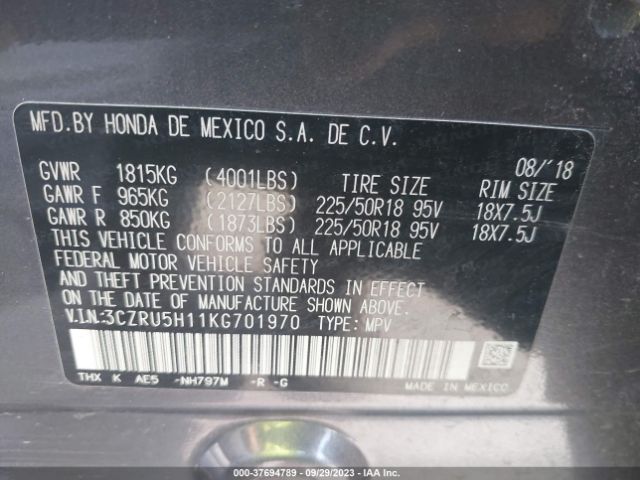 MFD.BY HONDA DE MEXICO S.A. DE C.V.
08/'18
GVWR 1815KG (4001LBS) TIRE SIZE RIM SIZE
GAWR F 965KG (2127LBS) 225/50R18 95V 18X7.5J
GAWR R 850KG (1873LBS) 225/50R18 95V 18X7.5J
THIS VEHICLE CONFORMS TO ALL APPLICABLE
FEDERAL MOTOR VEHICLE SAFETY
AND THEFT PREVENTION STANDARDS IN EFFECT
ON THE DATE OF MANUFACTURE SHOWN ABOVE.
V.I.N:3CZRU5H11KG701970 TYPE: MPV
THX K AE5 -NH797M -R -G
MADE IN MEXICO
000-37694789 - 09/29/2023 - IAA Inc.